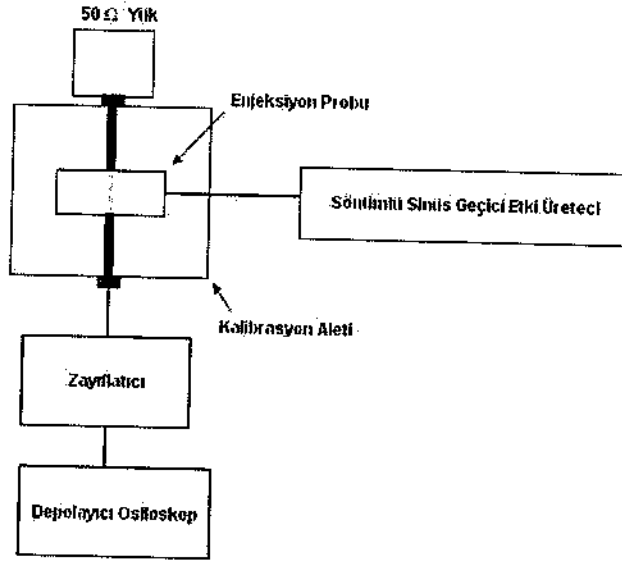 50 Ω Yük
Enjeksiyon Probu
Sönümlü Sinüs Geçici Etki Üreteci
Kalibrasyon Aleti
Zayıflatıcı
Depolayıcı Osiloskop